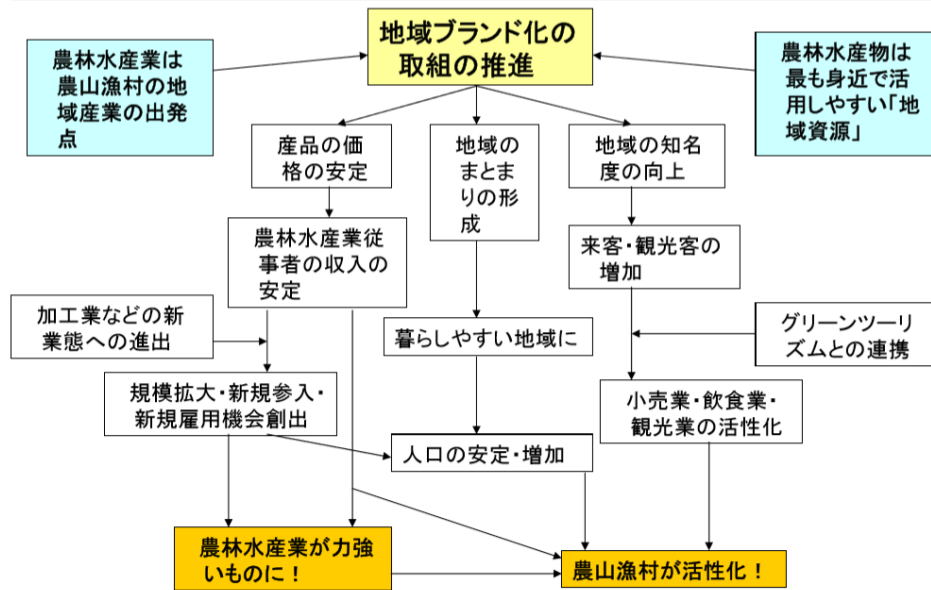 地域ブランド化の
取組の推進
農林水産業は
農山漁村の地
域産業の出発
点
農林水産物は
最も身近で活
用しやすい「地
域資源」
産品の価
格の安定
地域の
まとま
りの形
成
地域の知名
度の向上
農林水産業従
事者の収入の
安定
来客・観光客の
増加
加工業などの新
業態への進出
暮らしやすい地域に
グリーンツーリ
ズムとの連携
規模拡大・新規参入・
新規雇用機会創出
小売業・飲食業・
観光業の活性化
人口の安定・増加
農林水産業が力強
いものに！
農山漁村が活性化！